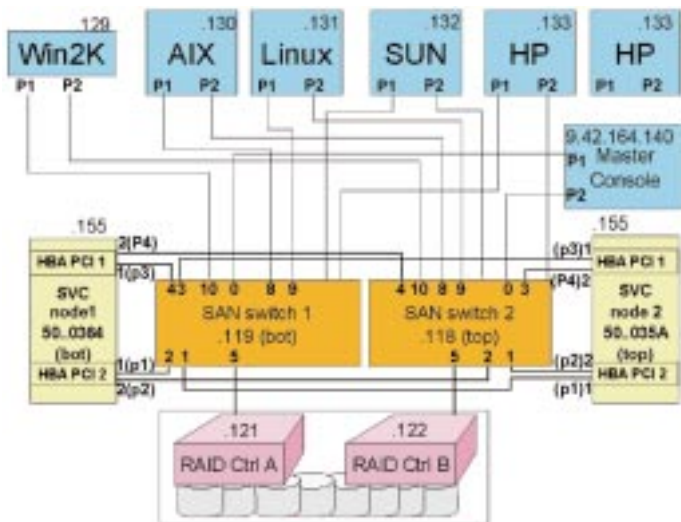 .129
Win2K
P1 P2
.130
AIX
P1 P2
.131
Linux
P1 P2
.132
SUN
P1 P2
.133
HP
P1 P2
.133
HP
P1 P2
9.42.164.140
P1 Master
Console
P2
.155
2(P4)
HBA PCI 1
1(p3)
SVC
node1
50..0364
(bot)
1(p1)
HBA PCI 2
2(p2)
4 3 10 0 8 9
SAN switch 1
.119 (bot)
2 1 5
4 10 8 9 0 3
SAN switch 2
.118 (top)
5 2 1
.155
(p3)1
HBA PCI 1
(P4)2
SVC
node 2
50..035A
(top)
(p2)2
HBA PCI 2
(p1)1
.121
RAID Ctrl A
.122
RAID Ctrl B